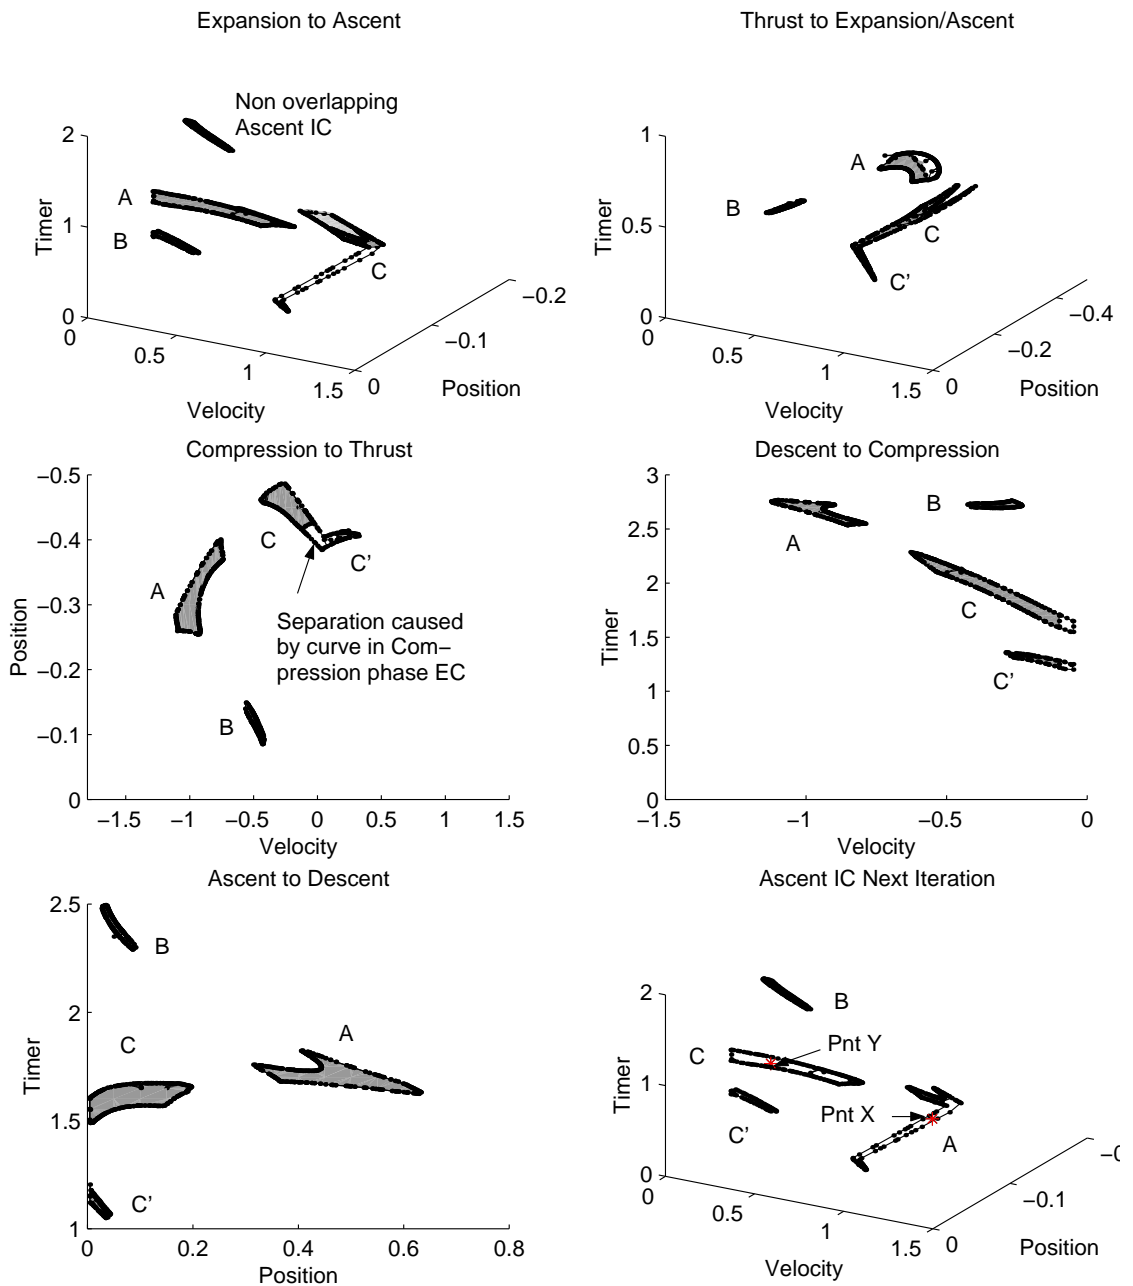 Expansion to Ascent
Non overlapping
Ascent IC
2
1
0
Timer
A
B
C
0
0.5
1
1.5
Velocity
0
−0.1
−0.2
Position
Thrust to Expansion/Ascent
1
0.5
0
Timer
A
B
C
C'
0
0.5
1
1.5
Velocity
0
−0.2
−0.4
Position
Compression to Thrust
−0.5
−0.4
−0.3
−0.2
−0.1
0
Position
C
C'
A
B
Separation caused
by curve in Com−
pression phase EC
−1.5
−1
−0.5
0
0.5
1
1.5
Velocity
Descent to Compression
3
2.5
2
1.5
1
0.5
0
Timer
A
B
C
C'
−1.5
−1
−0.5
0
Velocity
Ascent to Descent
2.5
2
1.5
1
Timer
B
C
A
C'
0
0.2
0.4
0.6
0.8
Position
Ascent IC Next Iteration
2
1
0
Timer
B
C
Pnt Y
Pnt X
C'
A
0
0.5
1
1.5
Velocity
0
−0.1
Position